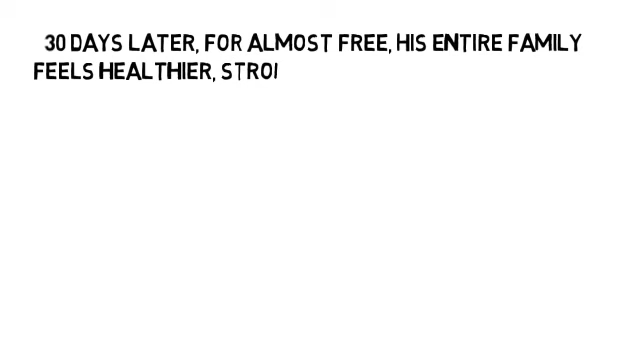 30 DAYS LATER, FOR ALMOST FREE, HIS ENTIRE FAMILY
FEELS HEALTHIER,